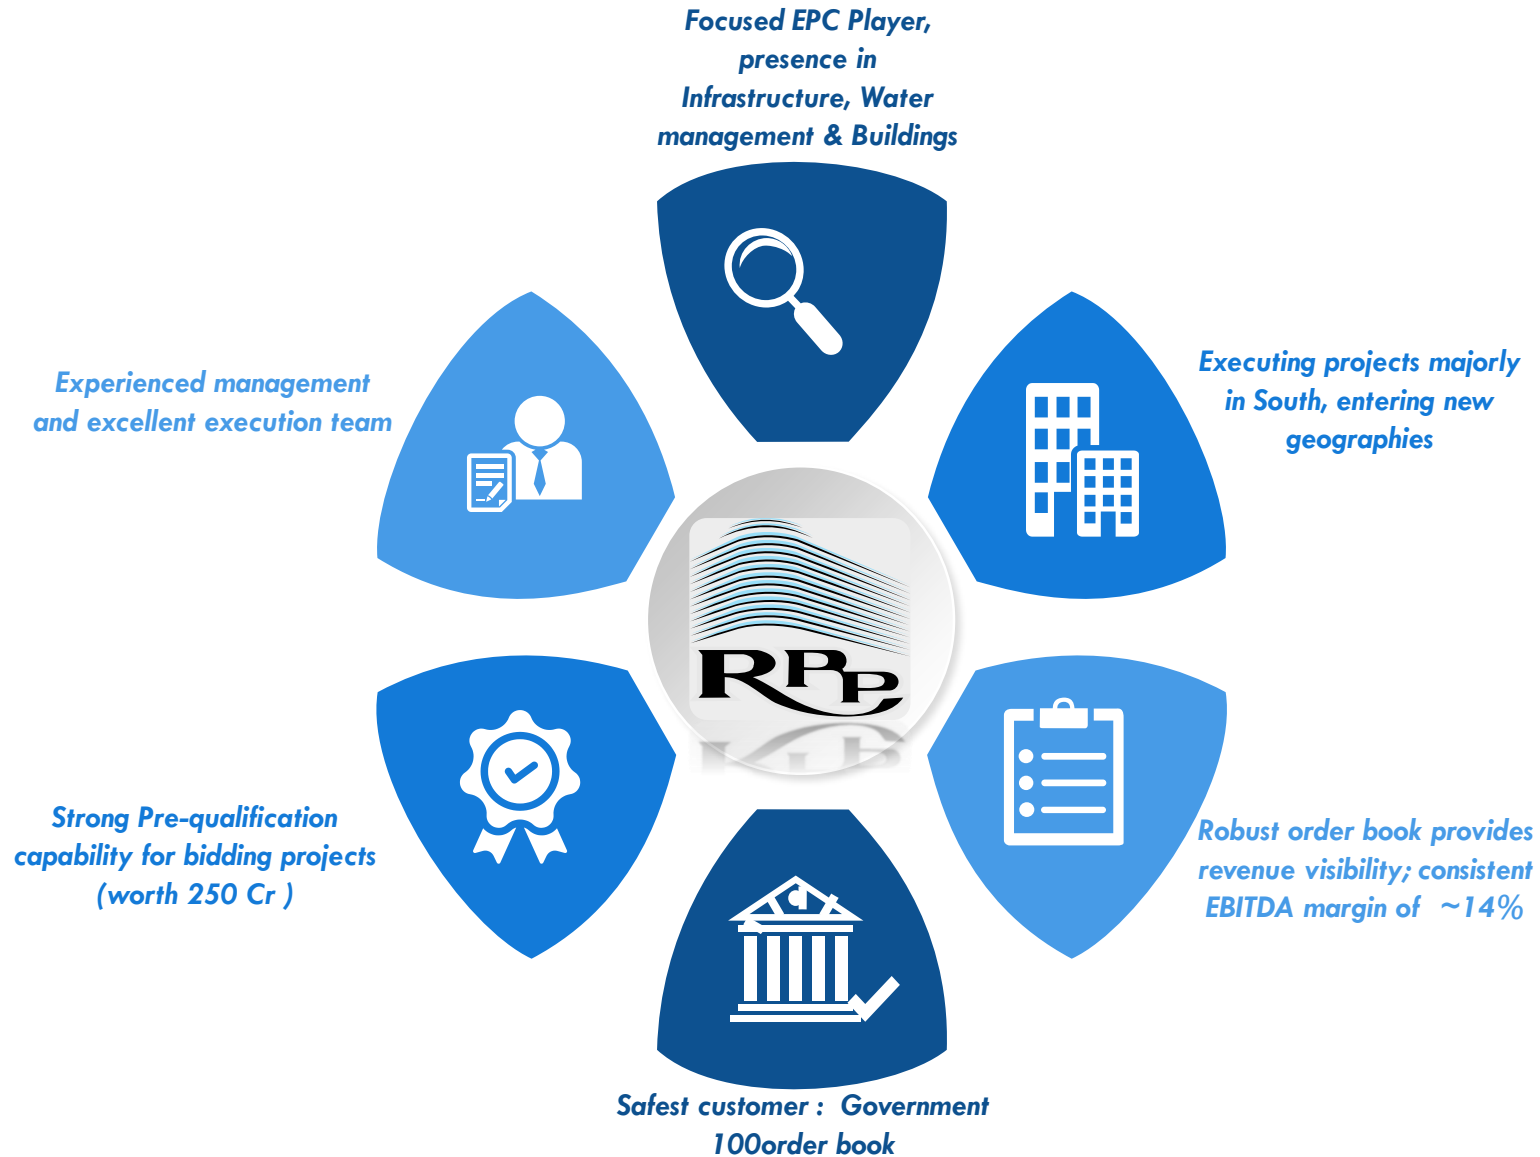 Focused EPC Player,
presence in
Infrastructure, Water
management & Buildings
Executing projects majorly
in South, entering new
geographies
Robust order book provides
revenue visibility; consistent
EBITDA margin of ~14%
Safest customer : Government
100order book
Strong Pre-qualification
capability for bidding projects
(worth 250 Cr )
Experienced management
and excellent execution team
RPP